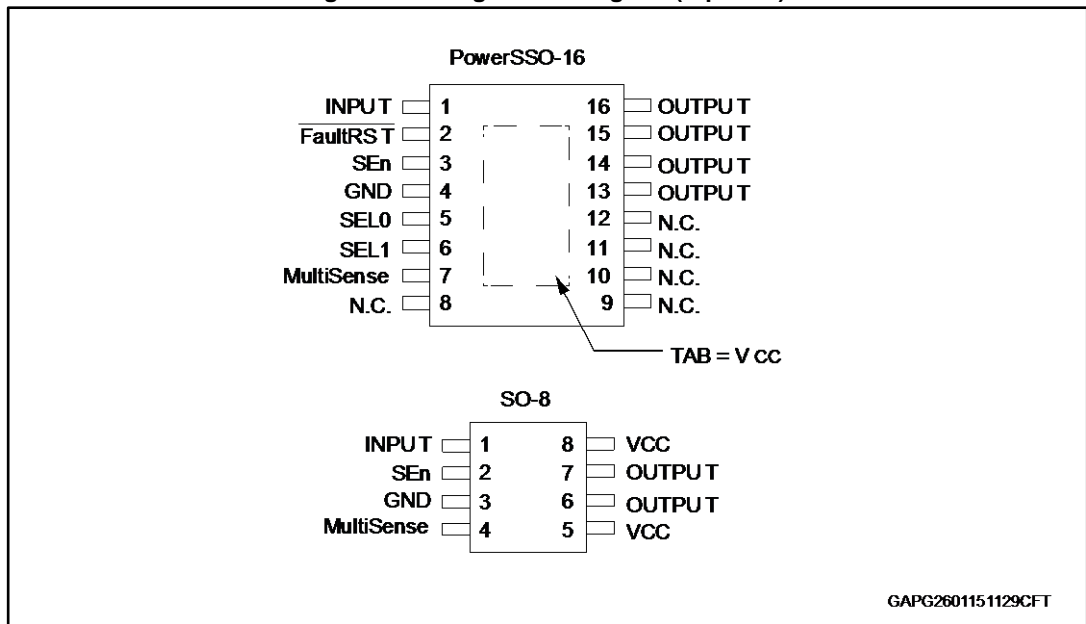 PowerSSO-16
INPUT 1 16 OUTPUT
FaultRST 2 15 OUTPUT
SEn 3 14 OUTPUT
GND 4 13 OUTPUT
SEL0 5 12 N.C.
SEL1 6 11 N.C.
MultiSense 7 10 N.C.
N.C. 8 9 N.C.
TAB = VCC
SO-8
INPUT 1 8 VCC
SEn 2 7 OUTPUT
GND 3 6 OUTPUT
MultiSense 4 5 VCC
GAPG2601151129CFT